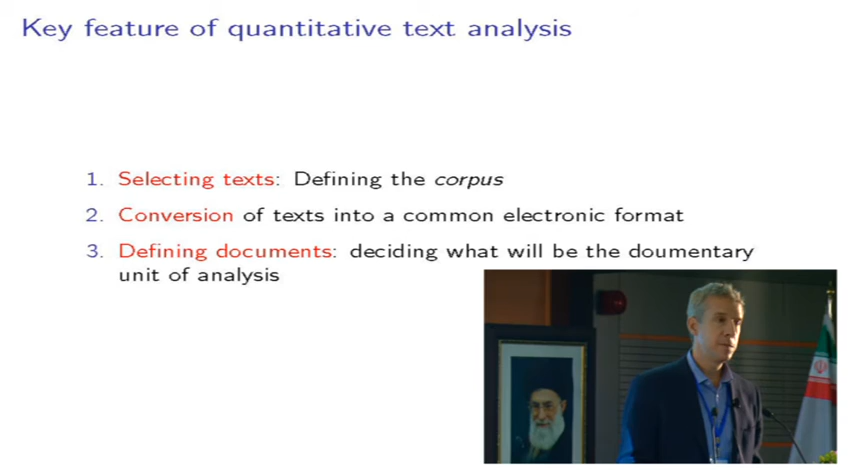 Key feature of quantitative text analysis
1. Selecting texts: Defining the corpus
2. Conversion of texts into a common electronic format
3. Defining documents: deciding what will be the doumentary
unit of analysis